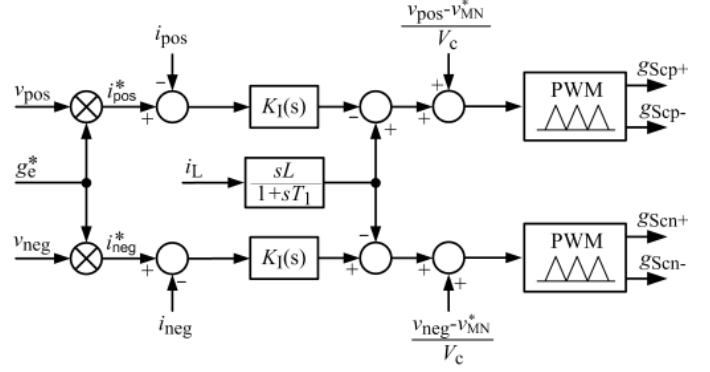 i_pos
v_pos-v*_MN
V_c
v_pos
i*_pos
−
+
K_I(s)
−
+
+
+
PWM
g_Scp+
g_Scp-
g*_e
i_L
sL
1+sT_1
v_neg
i*_neg
+
−
K_I(s)
−
+
+
+
PWM
g_Scn+
g_Scn-
i_neg
v_neg-v*_MN
V_c